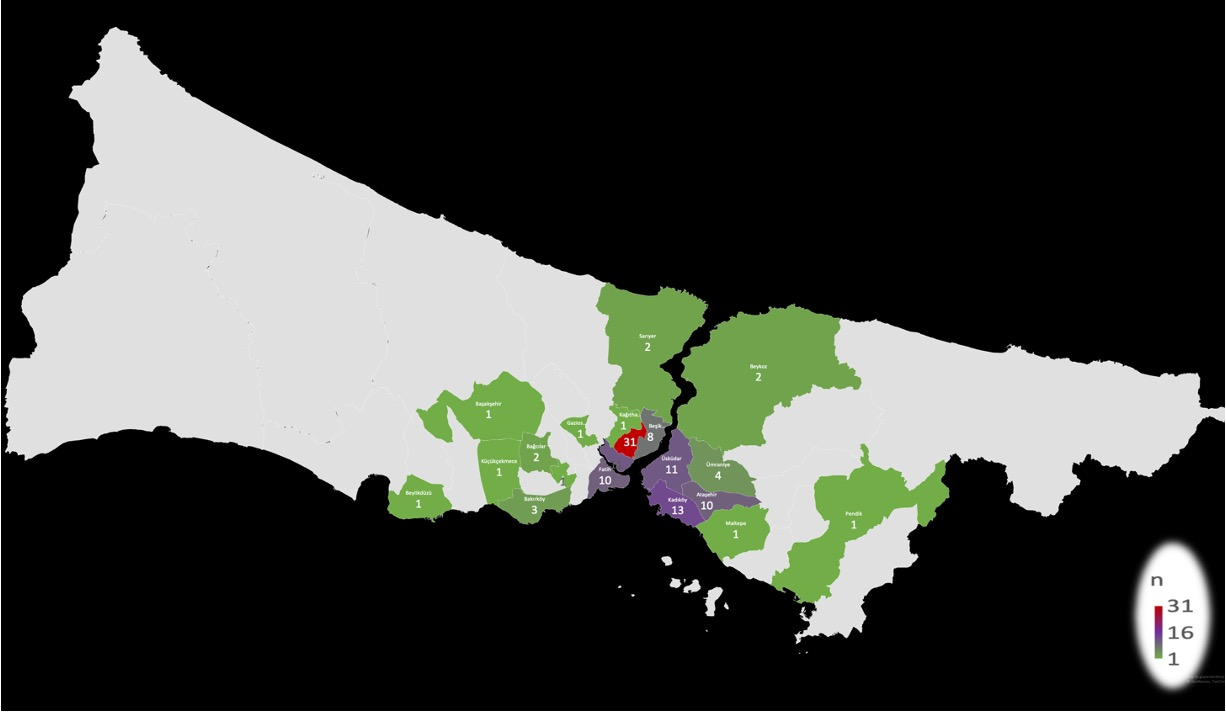 Sarıyer
2
Beykoz
2
Başakşehir
1
Kağıtha..
1
Gazios..
1
Beşik..
8
31
Bağcılar
2
Küçükçekmece
1
Üsküdar
11
Ümraniye
4
Fatih
10
Beylikdüzü
1
Bakırköy
3
Kadıköy
13
Ataşehir
10
Pendik
1
Maltepe
1
n
31
16
1